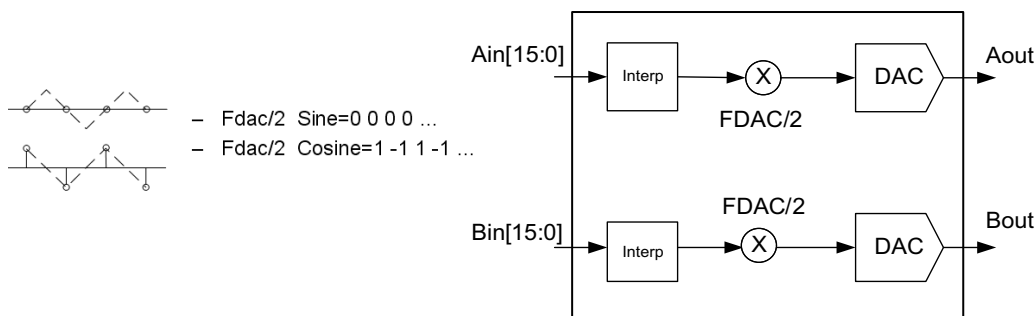 – Fdac/2 Sine=0 0 0 0 ...
– Fdac/2 Cosine=1 -1 1 -1 ...
Ain[15:0]
Interp
X
FDAC/2
DAC
Aout
Bin[15:0]
Interp
FDAC/2
X
DAC
Bout